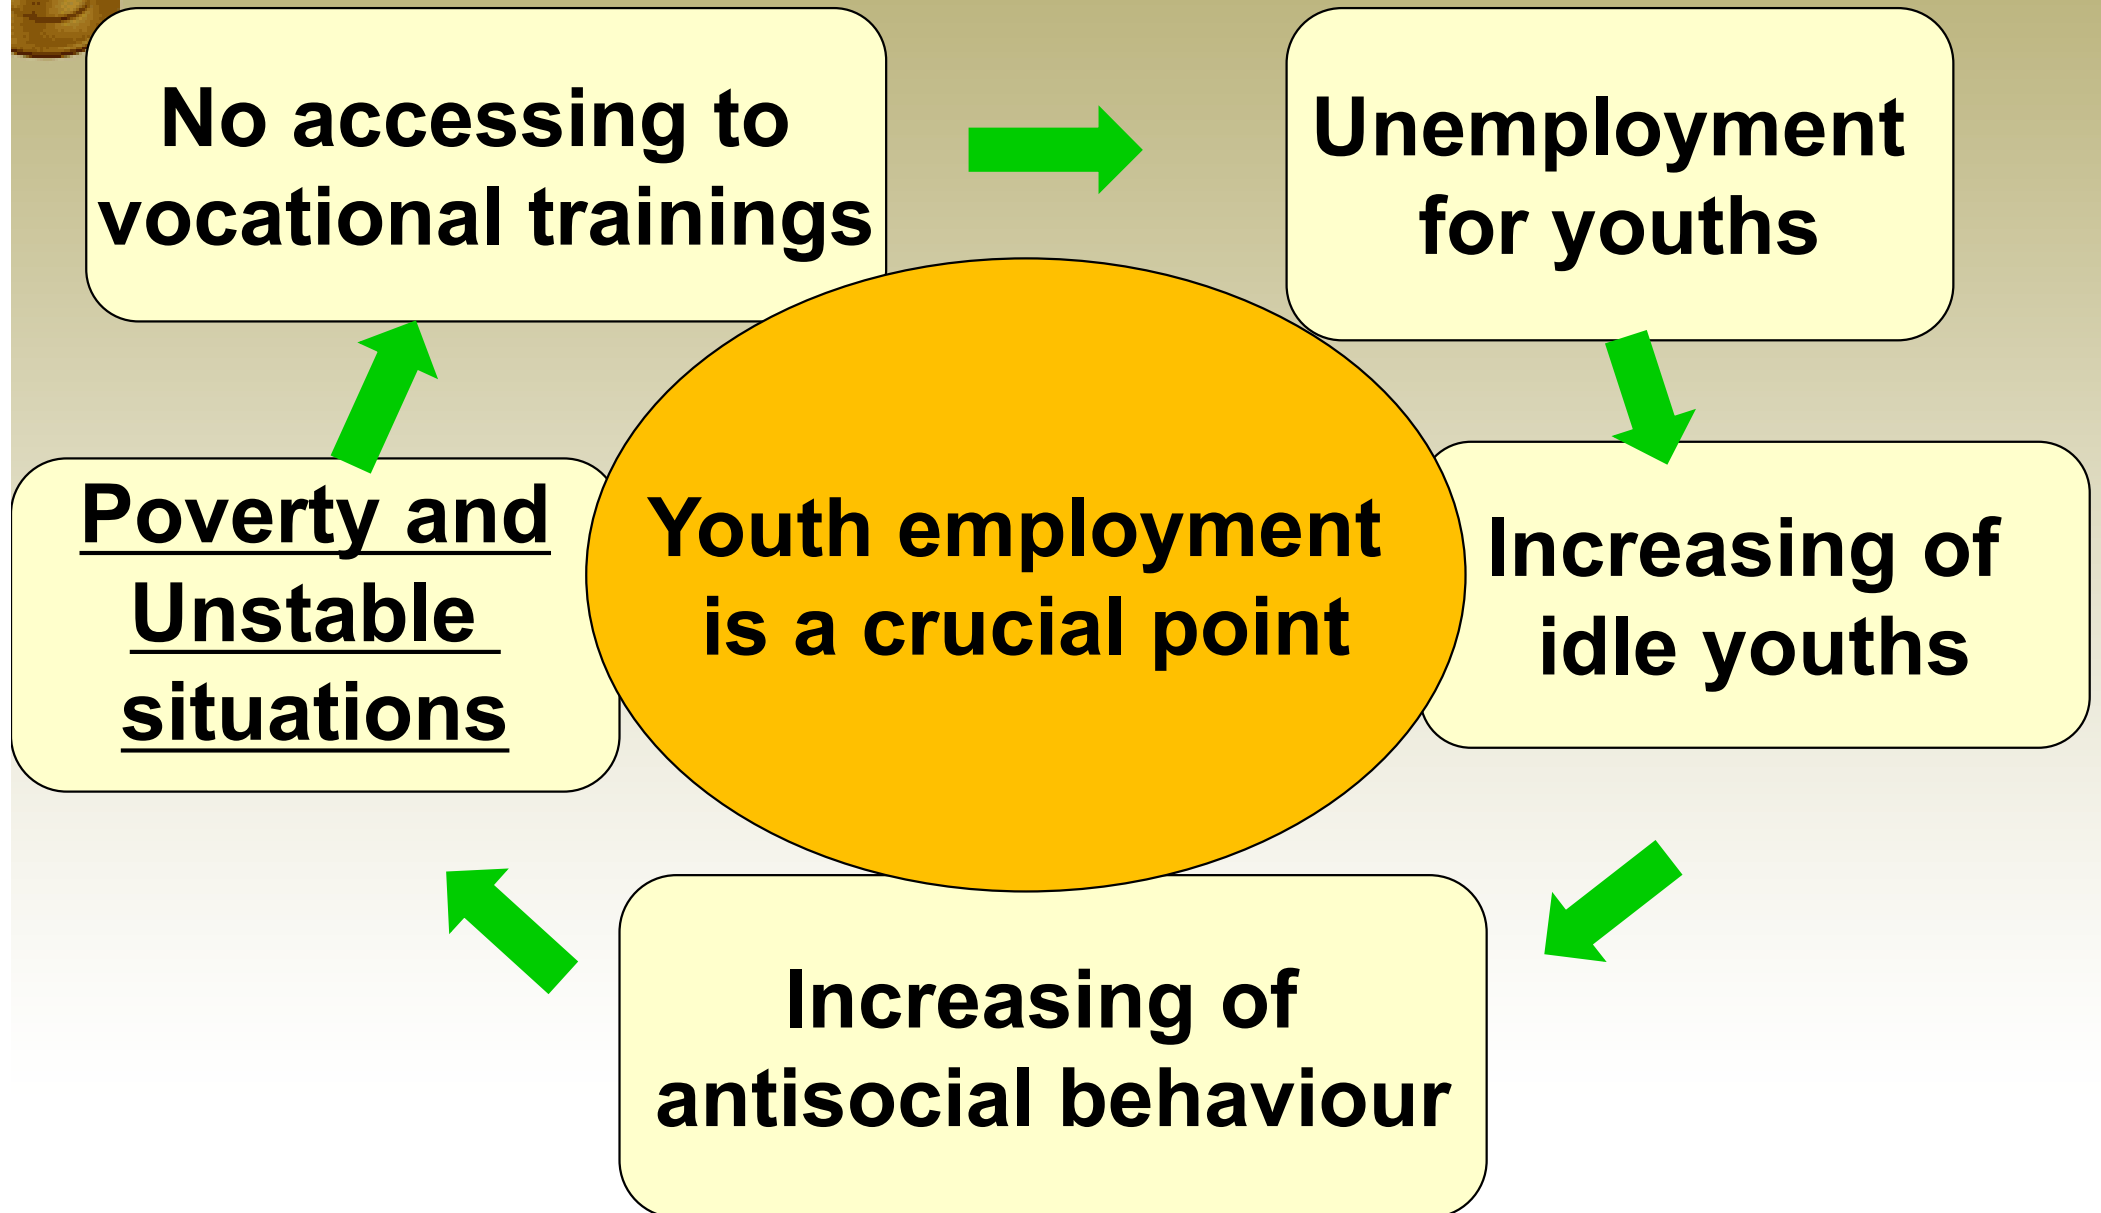 No accessing to
vocational trainings
Unemployment
for youths
Poverty and
Unstable
situations
Youth employment
is a crucial point
Increasing of
idle youths
Increasing of
antisocial behaviour